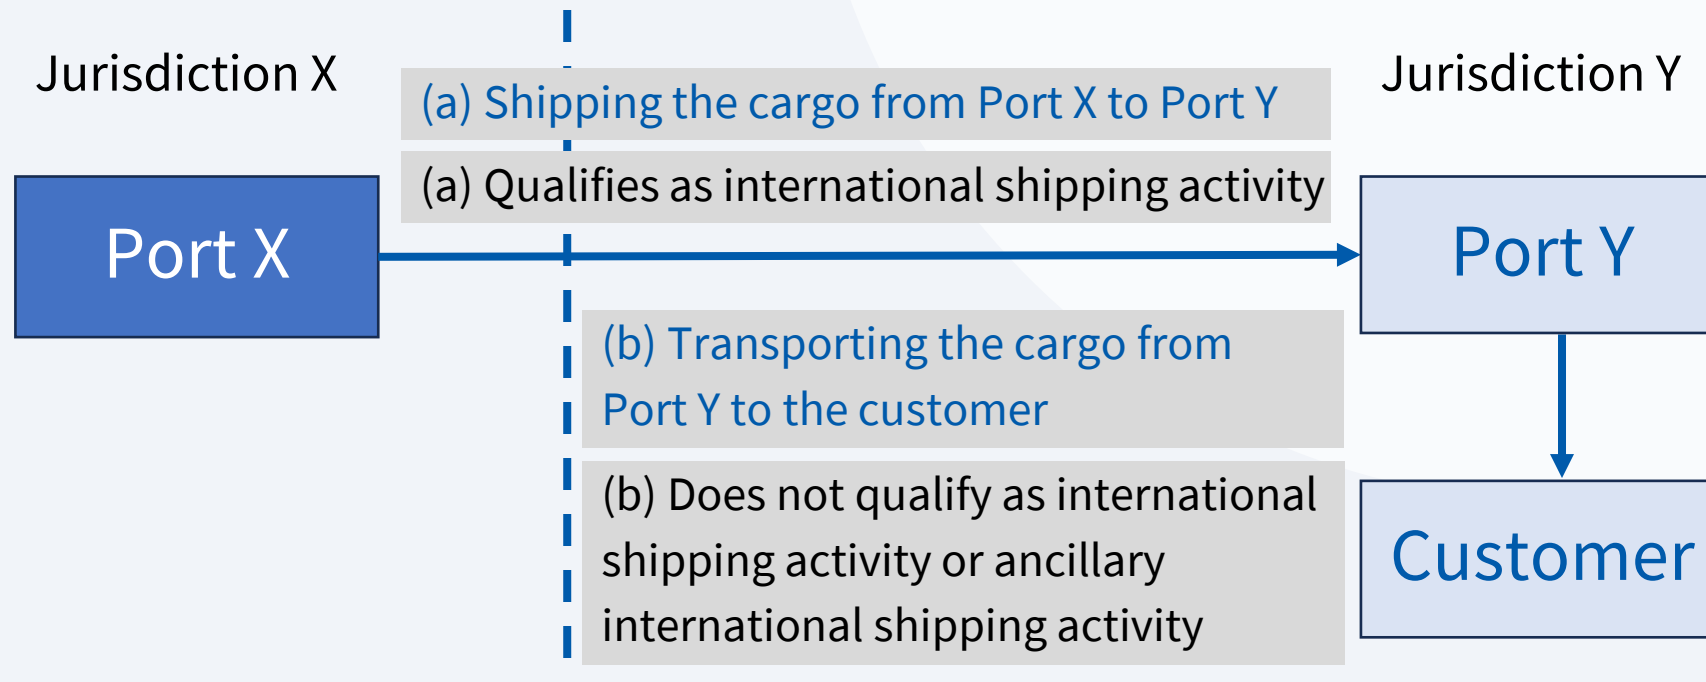 Jurisdiction X
Jurisdiction Y
(a) Shipping the cargo from Port X to Port Y
(a) Qualifies as international shipping activity
Port X
Port Y
(b) Transporting the cargo from
Port Y to the customer
(b) Does not qualify as international
shipping activity or ancillary
international shipping activity
Customer